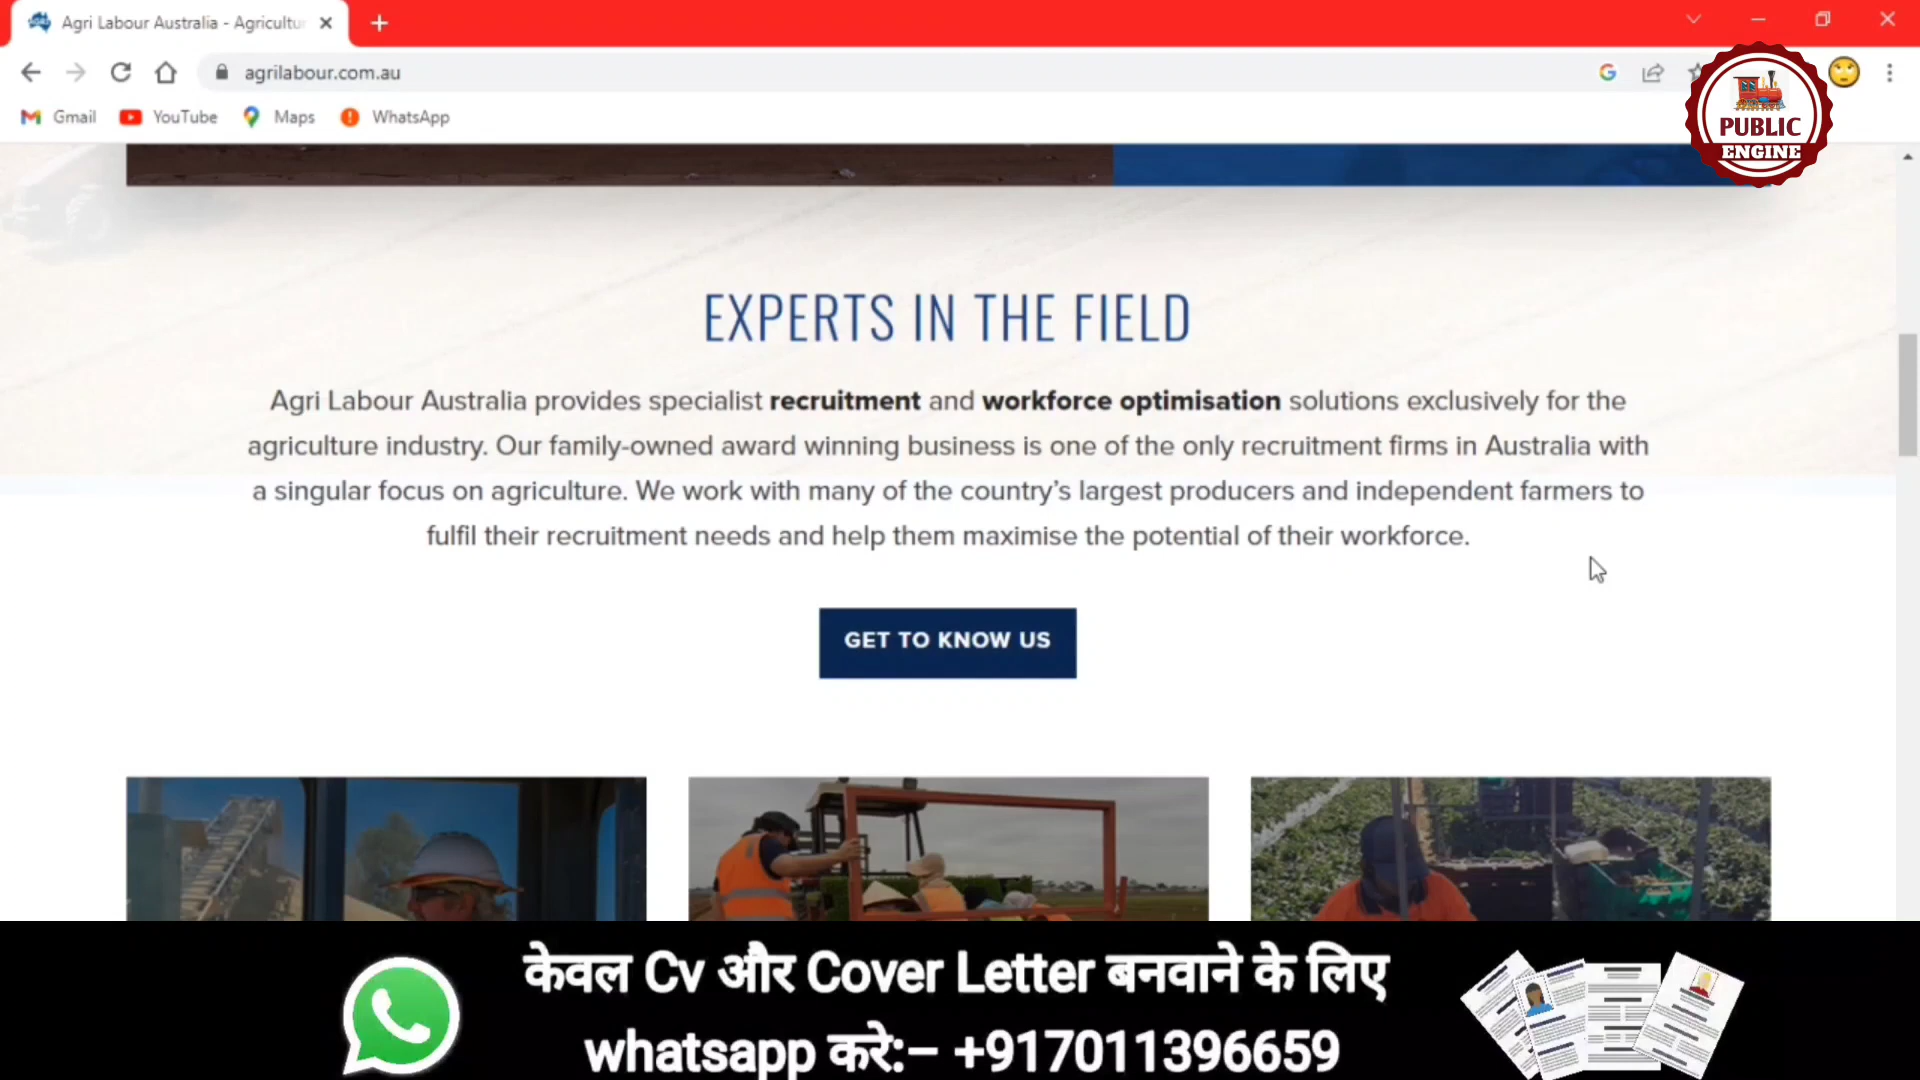 Agri Labour Australia - Agricultur
agrilabour.com.au
Gmail
YouTube
Maps
WhatsApp
PUBLIC
ENGINE
EXPERTS IN THE FIELD
Agri Labour Australia provides specialist recruitment and workforce optimisation solutions exclusively for the
agriculture industry. Our family-owned award winning business is one of the only recruitment firms in Australia with
a singular focus on agriculture. We work with many of the country's largest producers and independent farmers to
fulfil their recruitment needs and help them maximise the potential of their workforce.
GET TO KNOW US
केवल Cv और Cover Letter बनवाने के लिए
whatsapp करे:– +917011396659